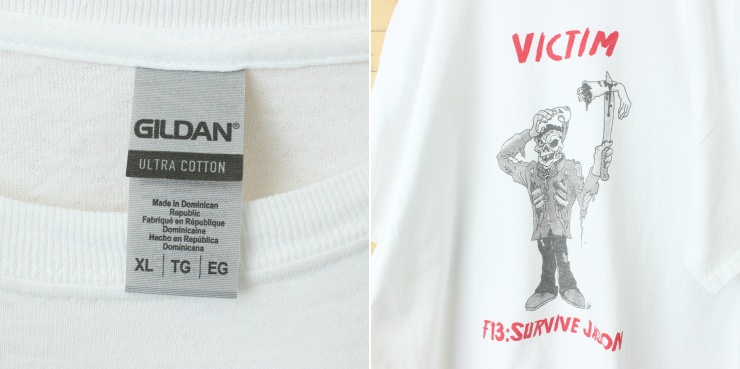 GILDAN®
ULTRA COTTON
Made in Dominican
Republic
Fabriqué en République
Dominicaine
Hecho en República
Dominicana
XL | TG | EG
VICTIM
F13:SURVIVE